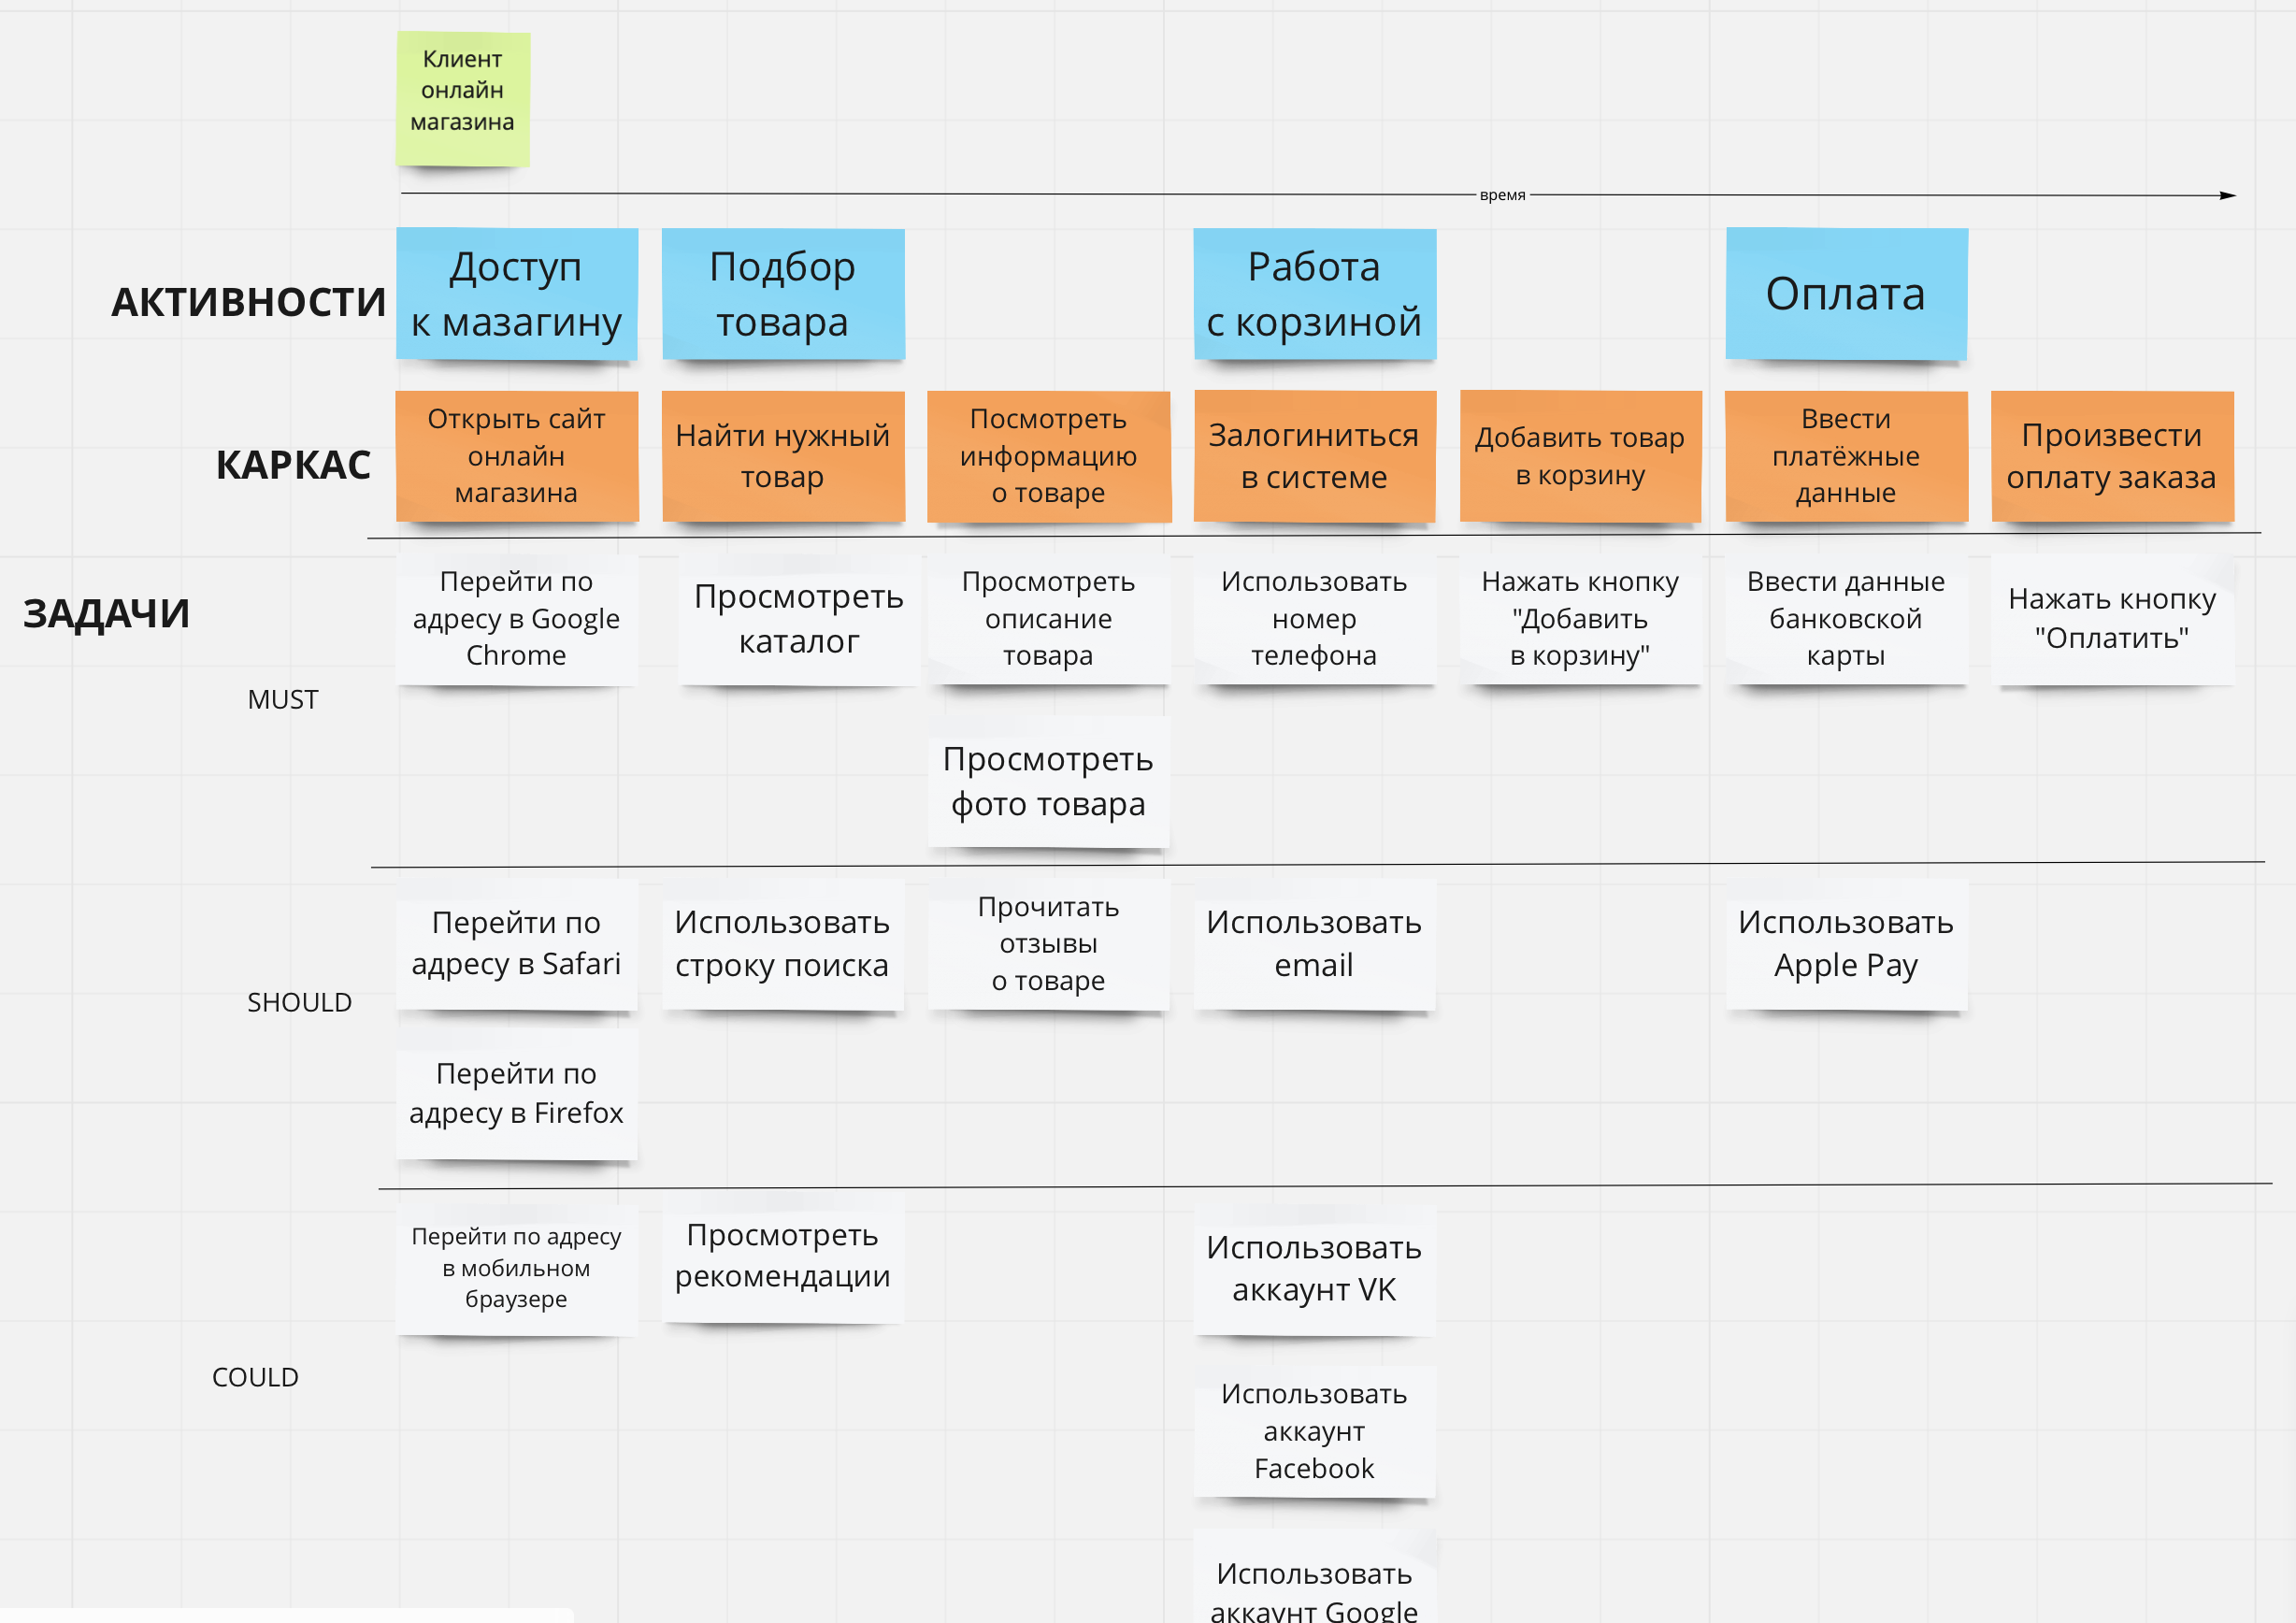 Клиент
онлайн
магазина
время
АКТИВНОСТИ
Доступ
к мазагину
Подбор
товара
Работа
с корзиной
Оплата
КАРКАС
Открыть сайт
онлайн
магазина
Найти нужный
товар
Посмотреть
информацию
о товаре
Залогиниться
в системе
Добавить товар
в корзину
Ввести
платёжные
данные
Произвести
оплату заказа
ЗАДАЧИ
MUST
Перейти по
адресу в Google
Chrome
Просмотреть
каталог
Просмотреть
описание
товара
Использовать
номер
телефона
Нажать кнопку
"Добавить
в корзину"
Ввести данные
банковской
карты
Нажать кнопку
"Оплатить"
Просмотреть
фото товара
SHOULD
Перейти по
адресу в Safari
Использовать
строку поиска
Прочитать
отзывы
о товаре
Использовать
email
Использовать
Apple Pay
Перейти по
адресу в Firefox
COULD
Перейти по адресу
в мобильном
браузере
Просмотреть
рекомендации
Использовать
аккаунт VK
Использовать
аккаунт
Facebook
Использовать
аккаунт Google